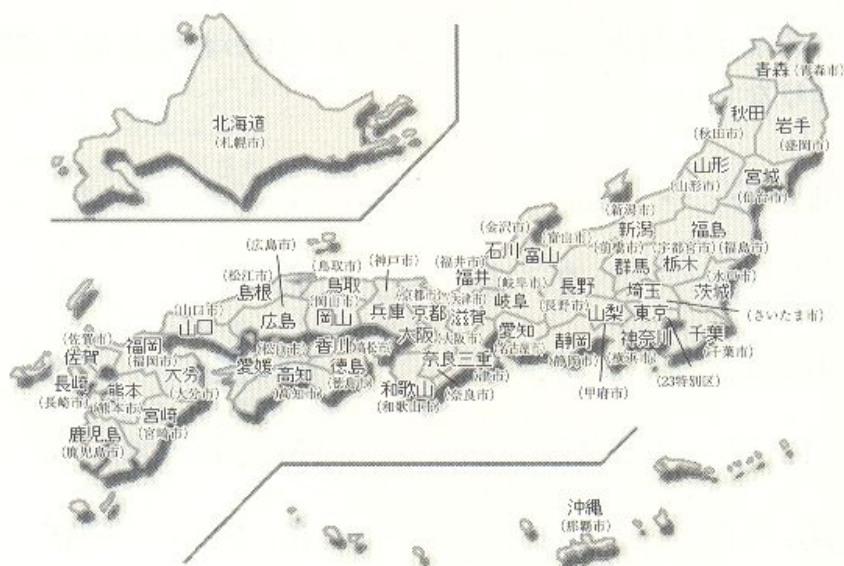 北海道
(札幌市)
青森(青森市)
秋田
(秋田市)
岩手
(盛岡市)
山形
(山形市)
宮城
(仙台市)
(新潟市)
新潟
福島
(福島市)
(金沢市)
石川
(富山市)
富山
(前橋市)
群馬
(宇都宮市)
栃木
(水戸市)
茨城
(福井市)
福井
(岐阜市)
岐阜
長野
(長野市)
埼玉
(さいたま市)
山梨
(甲府市)
東京
(23特別区)
神奈川
(横浜市)
千葉
(千葉市)
静岡
(静岡市)
愛知
(名古屋市)
(広島市)
(松江市)
島根
(鳥取市)
鳥取
(神戸市)
兵庫
(京都市)
京都
(大津市)
滋賀
(山口市)
山口
広島
(岡山市)
岡山
大阪
(大阪市)
奈良
(奈良市)
三重
(津市)
和歌山
(和歌山市)
香川
(高松市)
(松山市)
愛媛
高知
(高知市)
徳島
(徳島市)
(佐賀市)
佐賀
福岡
(福岡市)
長崎
(長崎市)
熊本
(熊本市)
大分
(大分市)
宮崎
(宮崎市)
鹿児島
(鹿児島市)
沖縄
(那覇市)